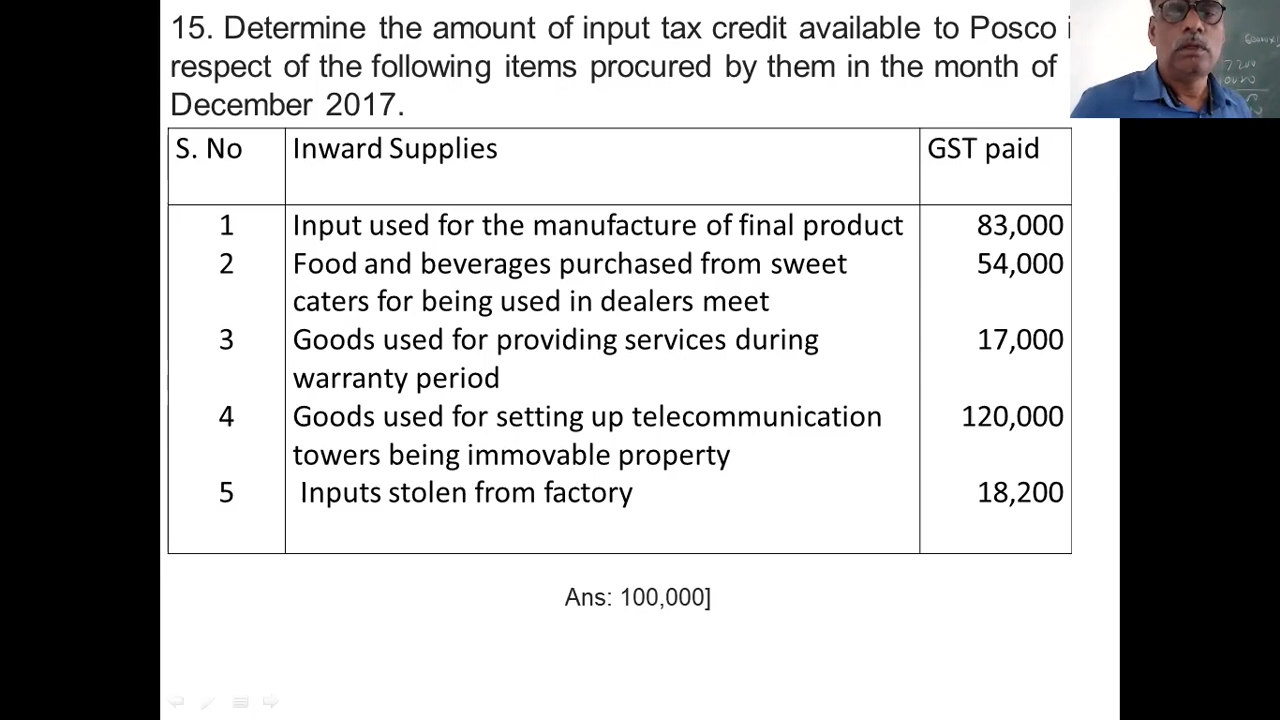 15. Determine the amount of input tax credit available to Posco
respect of the following items procured by them in the month of
December 2017.
S. No Inward Supplies GST paid
1 Input used for the manufacture of final product 83,000
2 Food and beverages purchased from sweet 54,000
caters for being used in dealers meet
3 Goods used for providing services during 17,000
warranty period
4 Goods used for setting up telecommunication 120,000
towers being immovable property
5 Inputs stolen from factory 18,200
Ans: 100,000]